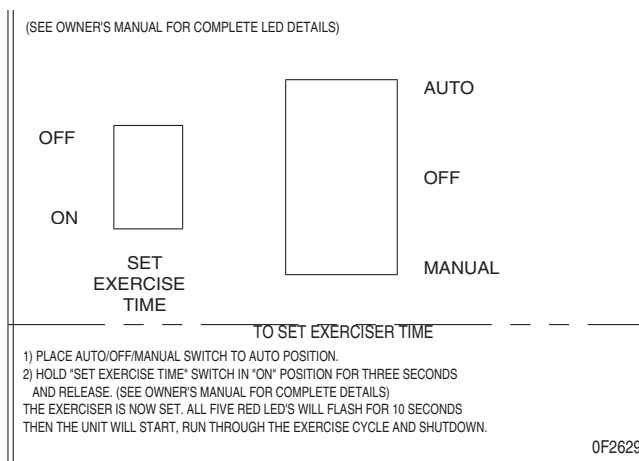 (SEE OWNER'S MANUAL FOR COMPLETE LED DETAILS)
AUTO
OFF
OFF
ON
MANUAL
SET
EXERCISE
TIME
TO SET EXERCISER TIME
1) PLACE AUTO/OFF/MANUAL SWITCH TO AUTO POSITION.
2) HOLD "SET EXERCISE TIME" SWITCH IN "ON" POSITION FOR THREE SECONDS
AND RELEASE. (SEE OWNER'S MANUAL FOR COMPLETE DETAILS)
THE EXERCISER IS NOW SET. ALL FIVE RED LED'S WILL FLASH FOR 10 SECONDS
THEN THE UNIT WILL START, RUN THROUGH THE EXERCISE CYCLE AND SHUTDOWN.
0F2629